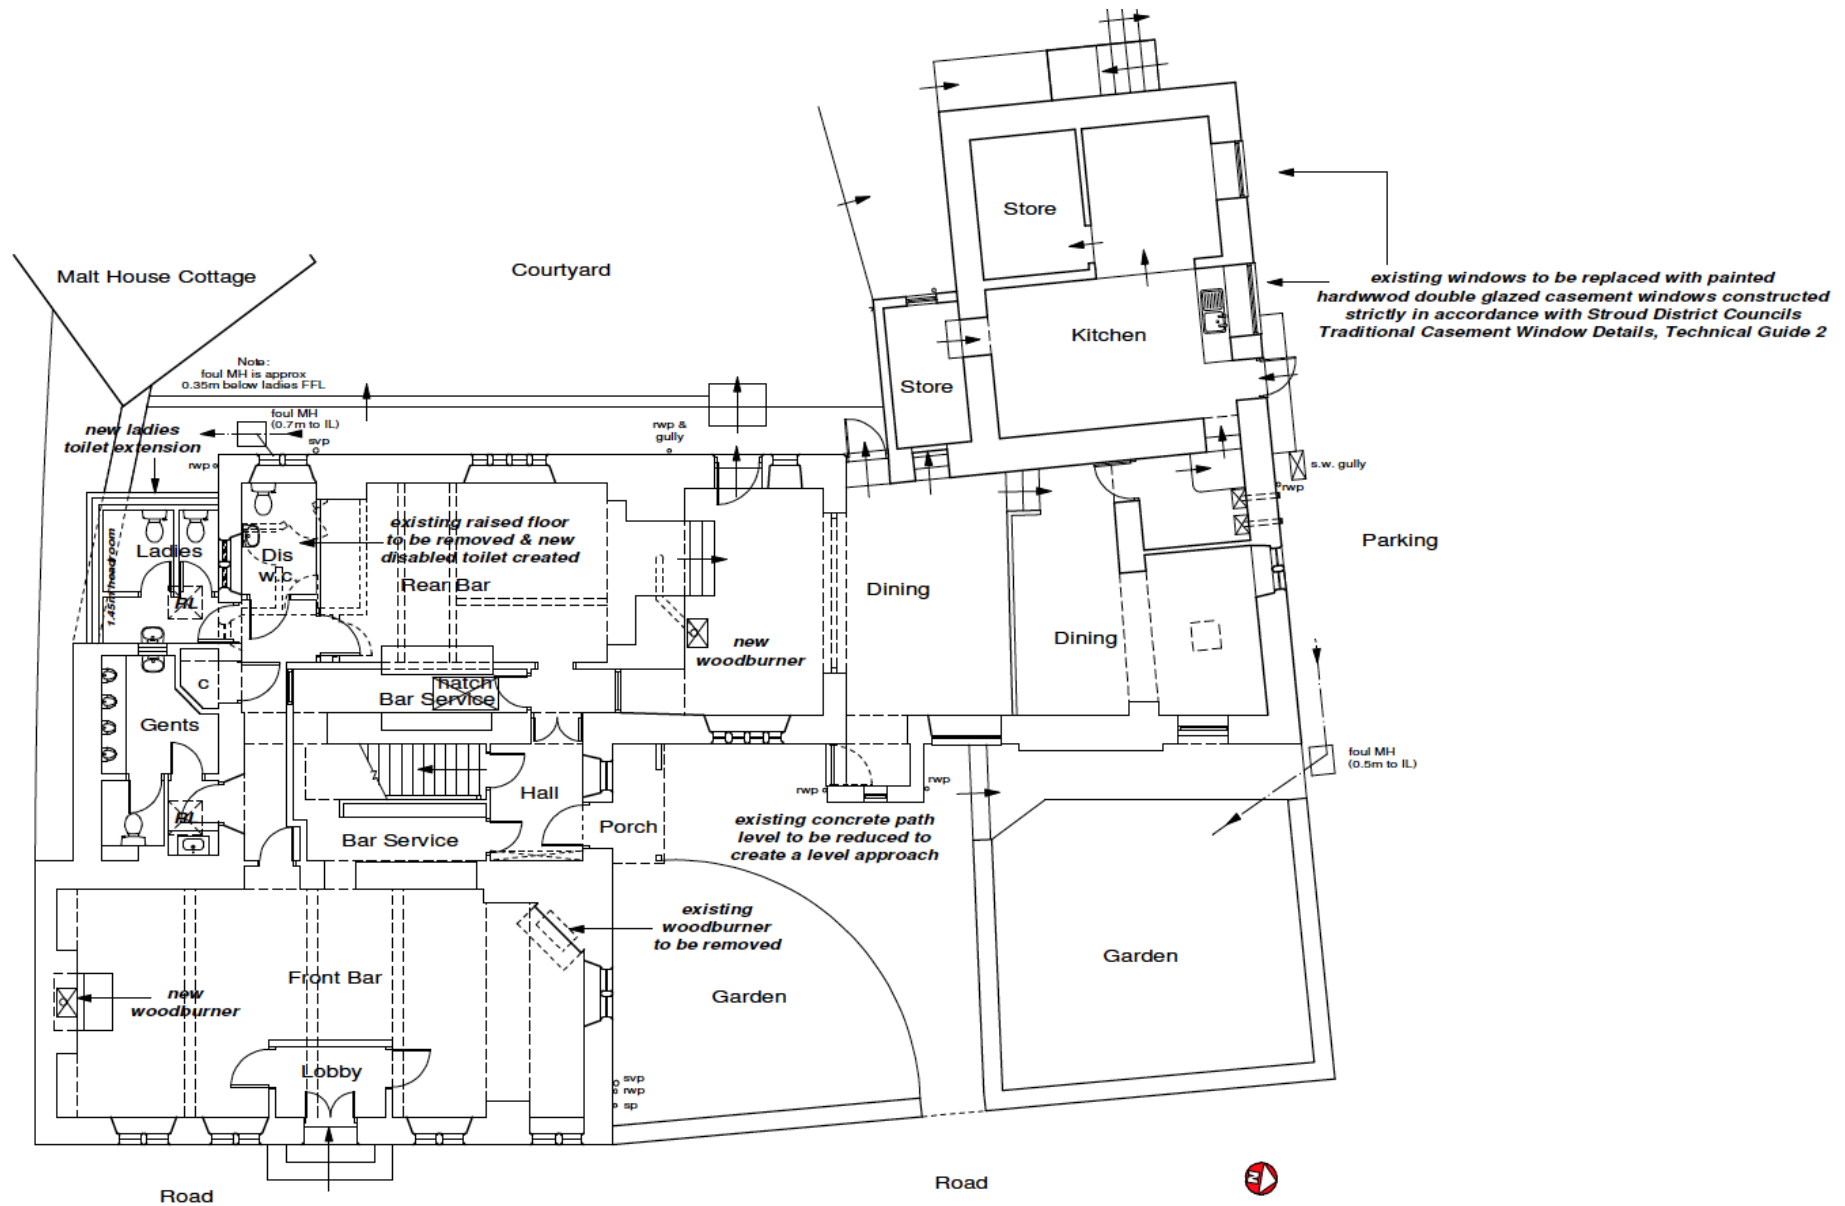 Store
Malt House Cottage
Courtyard
existing windows to be replaced with painted
hardwwod double glazed casement windows constructed
strictly in accordance with Stroud District Councils
Traditional Casement Window Details, Technical Guide 2
Kitchen
Store
Note:
foul MH is approx
0.35m below ladies FFL
foul MH
(0.7m to IL)
svp
rwp &
gully
new ladies
toilet extension
rwp
s.w. gully
rwp
existing raised floor
to be removed & new
disabled toilet created
Parking
Ladies
Dis
w.c.
Rear Bar
Dining
1.45m headroom
RL
new
woodburner
Dining
c
hatch
Bar Service
Gents
foul MH
(0.5m to IL)
Hall
rwp
rwp
RL
Porch
Bar Service
existing concrete path
level to be reduced to
create a level approach
existing
woodburner
to be removed
Garden
Front Bar
new
woodburner
Garden
Lobby
svp
rwp
sp
Road
Road
N